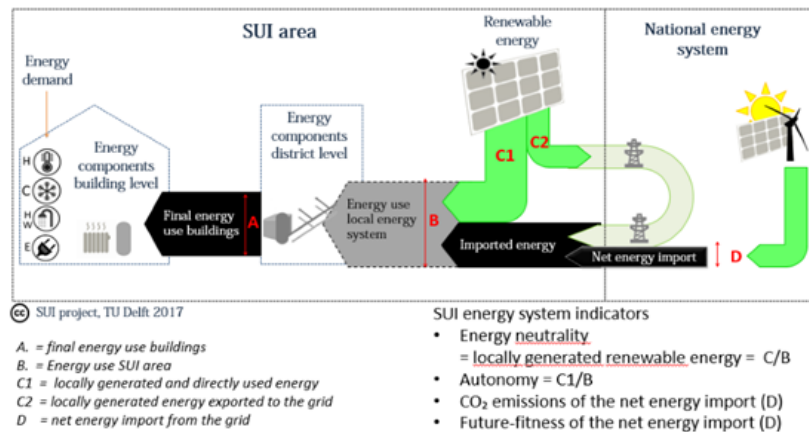 SUI area
Renewable
energy
National energy
system
Energy
demand
Energy
components
building level
Energy
components
district level
H
C
H
W
E
Final energy
use buildings
A
Energy use
local energy
system
B
C1
C2
Imported energy
Net energy import
D
cc SUI project, TU Delft 2017
A. = final energy use buildings
B. = Energy use SUI area
C1 = locally generated and directly used energy
C2 = locally generated energy exported to the grid
D = net energy import from the grid
SUI energy system indicators
• Energy neutrality
= locally generated renewable energy = C/B
• Autonomy = C1/B
• CO₂ emissions of the net energy import (D)
• Future-fitness of the net energy import (D)